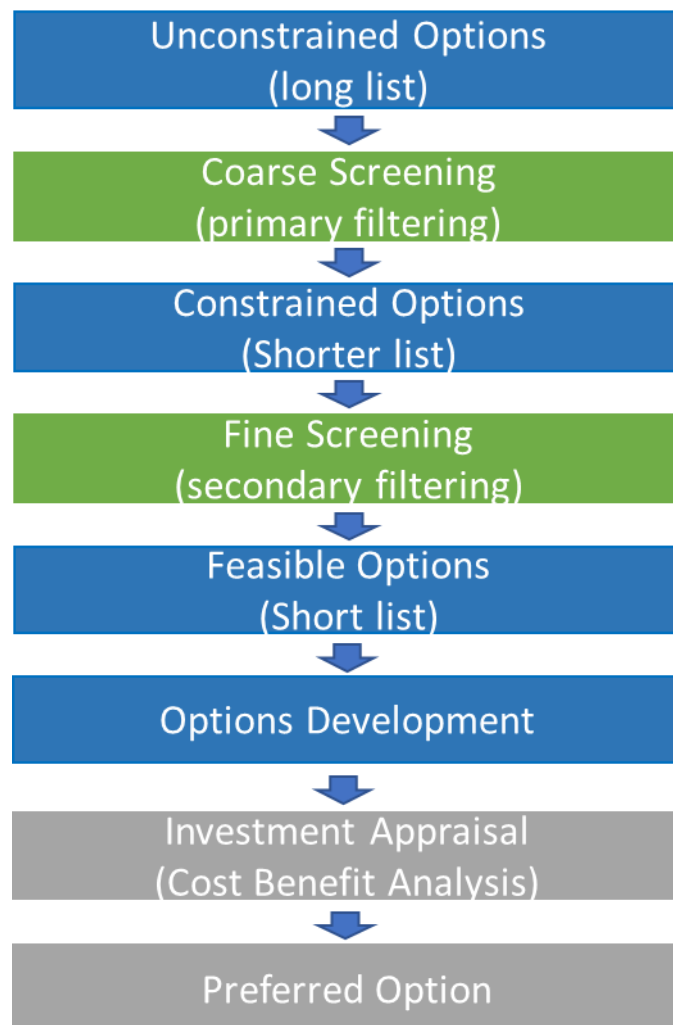 Unconstrained Options
(long list)
Coarse Screening
(primary filtering)
Constrained Options
(Shorter list)
Fine Screening
(secondary filtering)
Feasible Options
(Short list)
Options Development
Investment Appraisal
(Cost Benefit Analysis)
Preferred Option